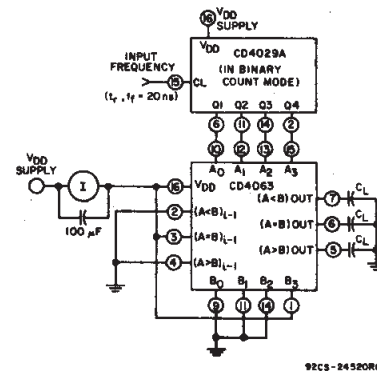 16 VDD SUPPLY
VDD
INPUT FREQUENCY
CD4029A
(IN BINARY COUNT MODE)
15 CL
(tr, tf = 20 ns)
Q1 Q2 Q3 Q4
6 11 14 2
10 12 13 15
A0 A1 A2 A3
VDD SUPPLY
I
100 μF
16 VDD
CD4063
2 (A<B)i-1
3 (A=B)i-1
4 (A>B)i-1
(A<B) OUT 7 CL
(A=B) OUT 6 CL
(A>B) OUT 5 CL
B0 B1 B2 B3
9 11 14 1
92CS-24520R